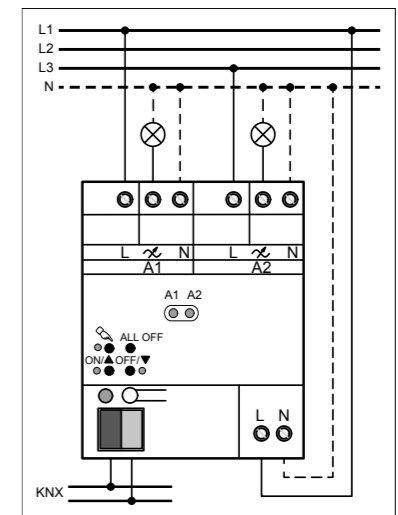 L1
L2
L3
N
L N L N
A1 A2
A1 A2
ALL OFF
ON/▲ OFF/▼
L N
KNX